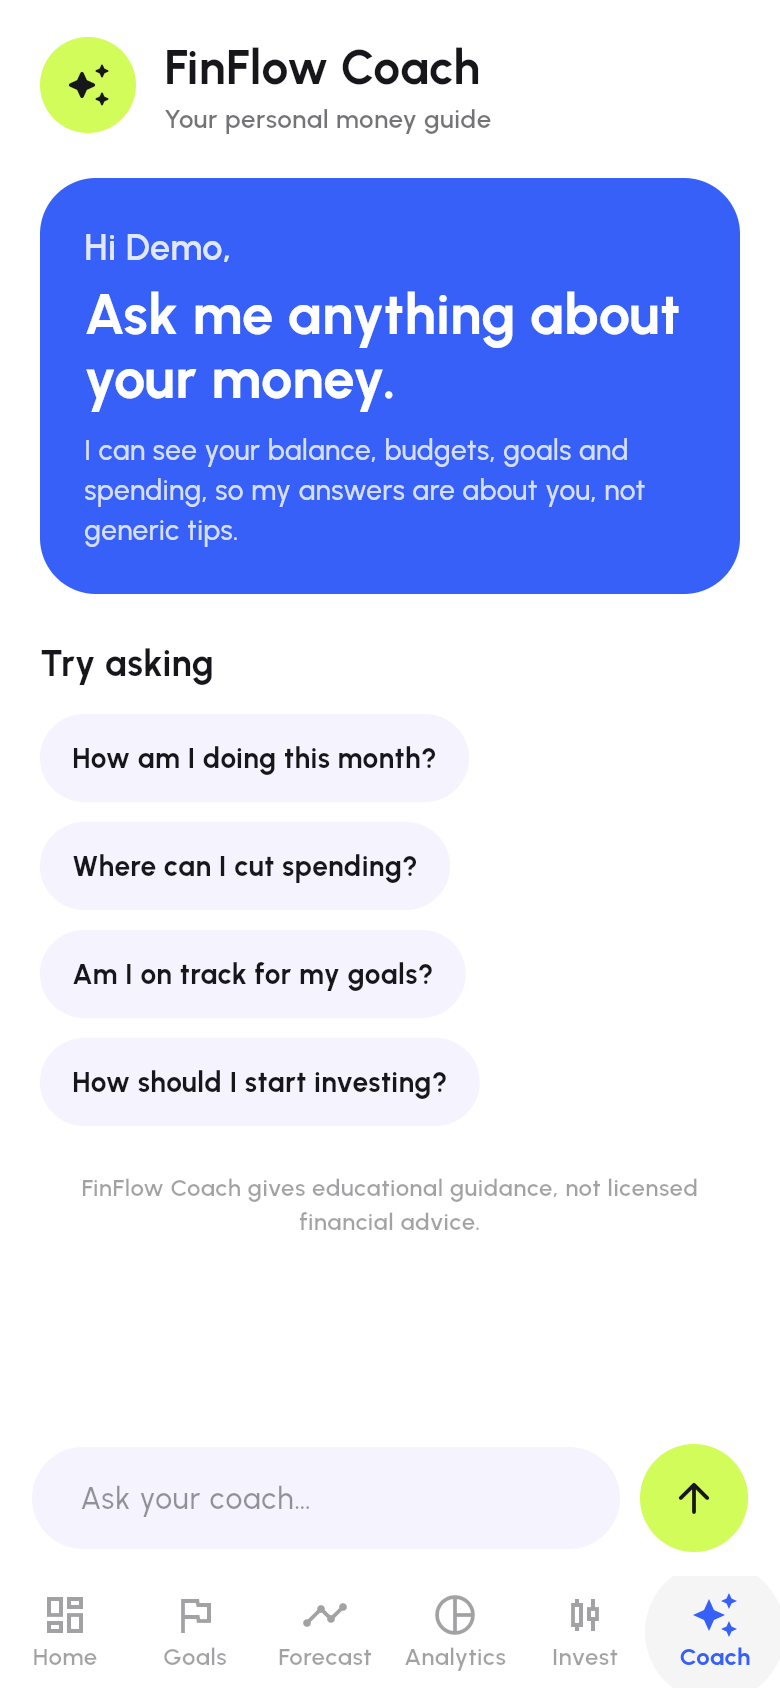 FinFlow Coach
Your personal money guide
Hi Demo,
Ask me anything about
your money.
I can see your balance, budgets, goals and
spending, so my answers are about you, not
generic tips.
Try asking
How am I doing this month?
Where can I cut spending?
Am I on track for my goals?
How should I start investing?
FinFlow Coach gives educational guidance, not licensed
financial advice.
Ask your coach...
Home
Goals
Forecast
Analytics
Invest
Coach